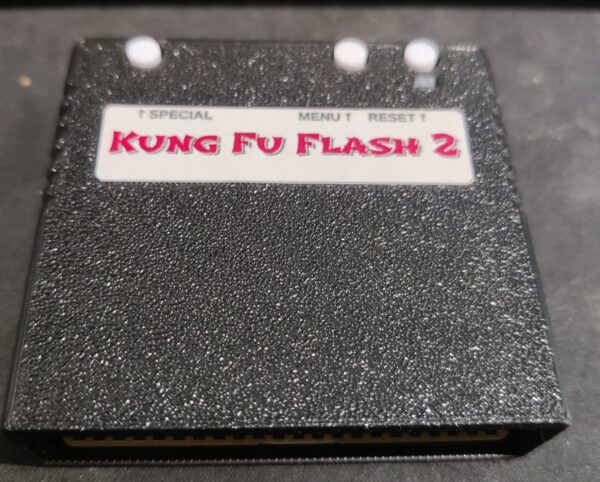 ↑ SPECIAL MENU ↑ RESET ↑
KUNG FU FLASH 2